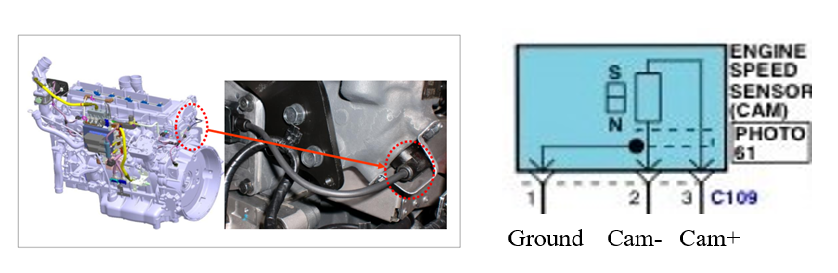 ENGINE
SPEED
SENSOR
(CAM)
PHOTO
61
S
N
1 2 3 C109
Ground Cam- Cam+